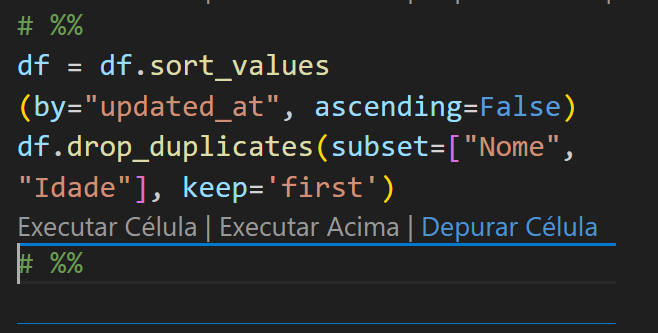 # %%
df = df.sort_values
(by="updated_at", ascending=False)
df.drop_duplicates(subset=["Nome",
"Idade"], keep='first')
Executar Célula | Executar Acima | Depurar Célula
# %%